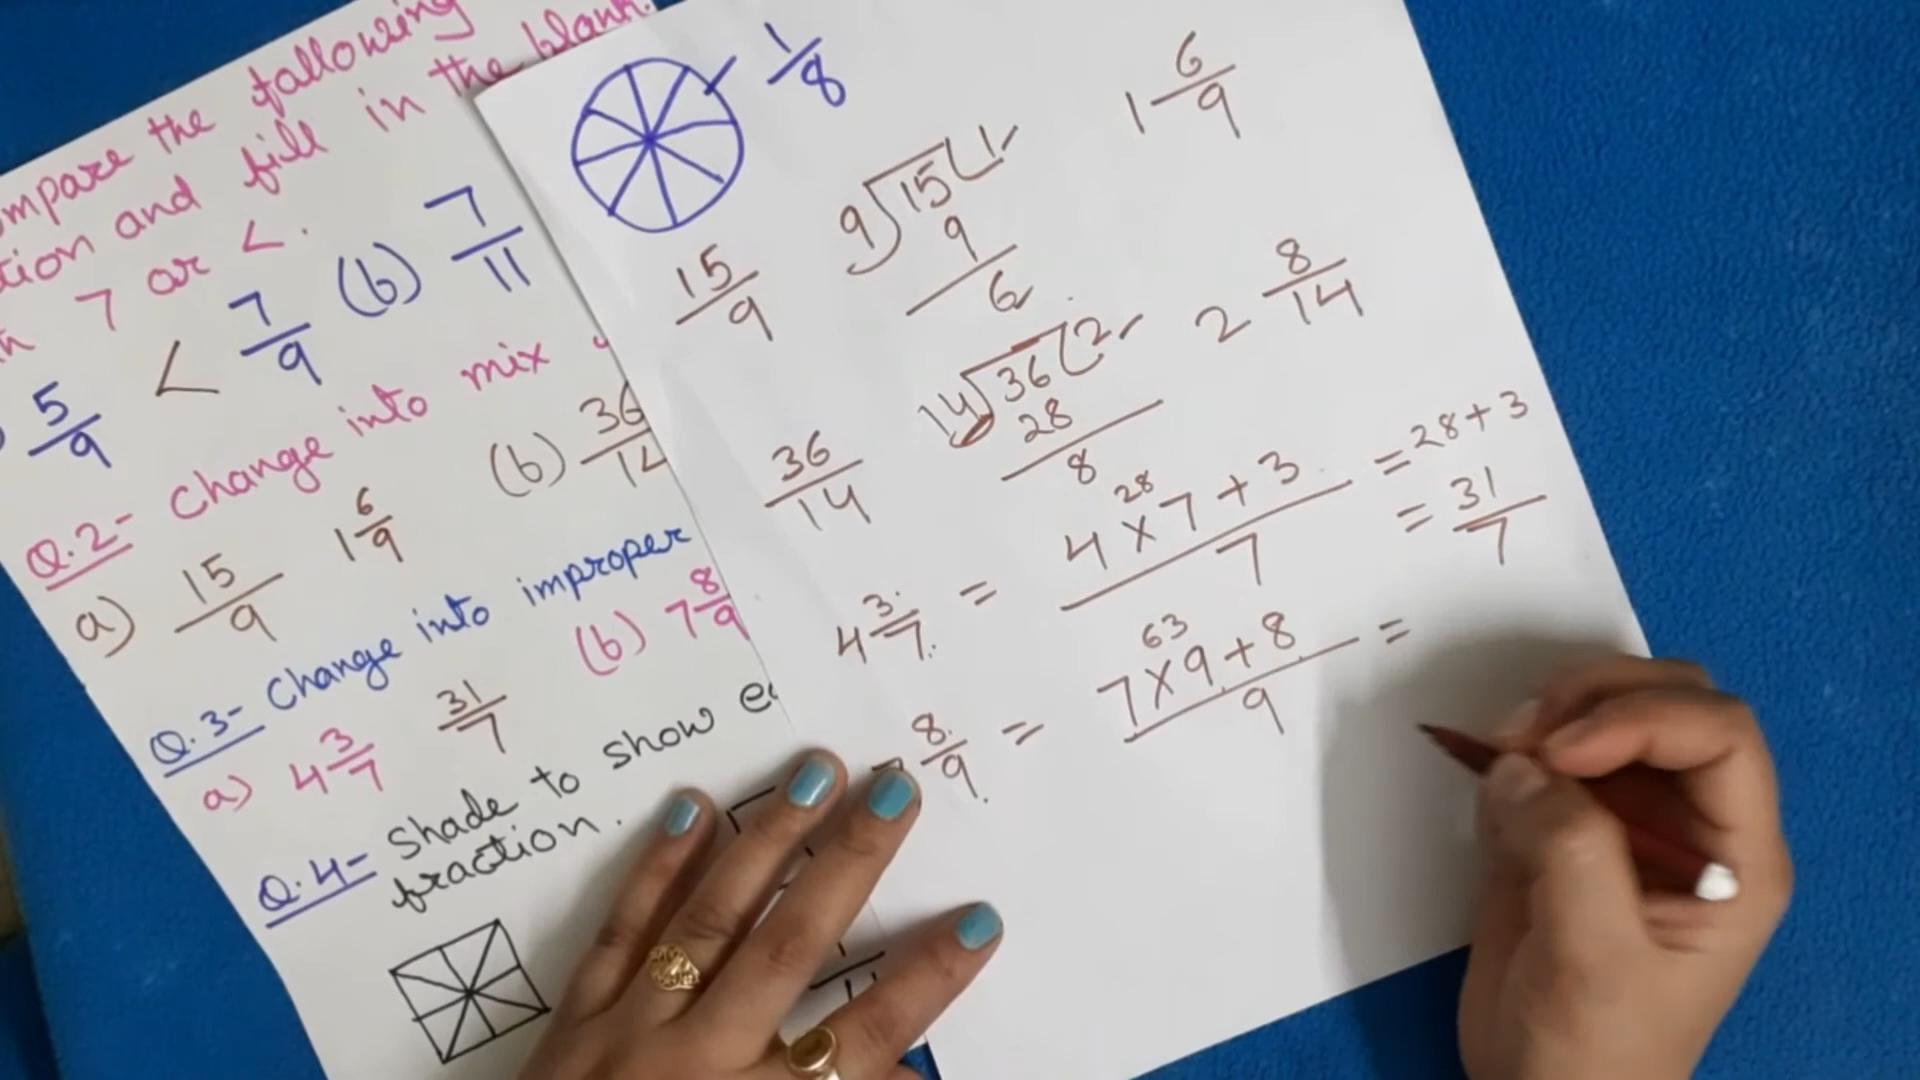 ompare the following
tion and fill in the blank.
7 or <.
5/9 < 7/9 (b) 7/11
Q.2- Change into mix
a) 15/9 1 6/9 (b) 36/14
Q.3- Change into improper
a) 4 3/7 31/7 (b) 7 8/9
Q.4- Shade to show
fraction.
1/8
15/9
9 15 1
9
6
1 6/9
36/14
14 36 2
28
8
2 8/14
28
4 3/7 = 4 x 7 + 3 / 7 = 28 + 3
= 31/7
63
8/9 = 7 x 9 + 8 / 9 =